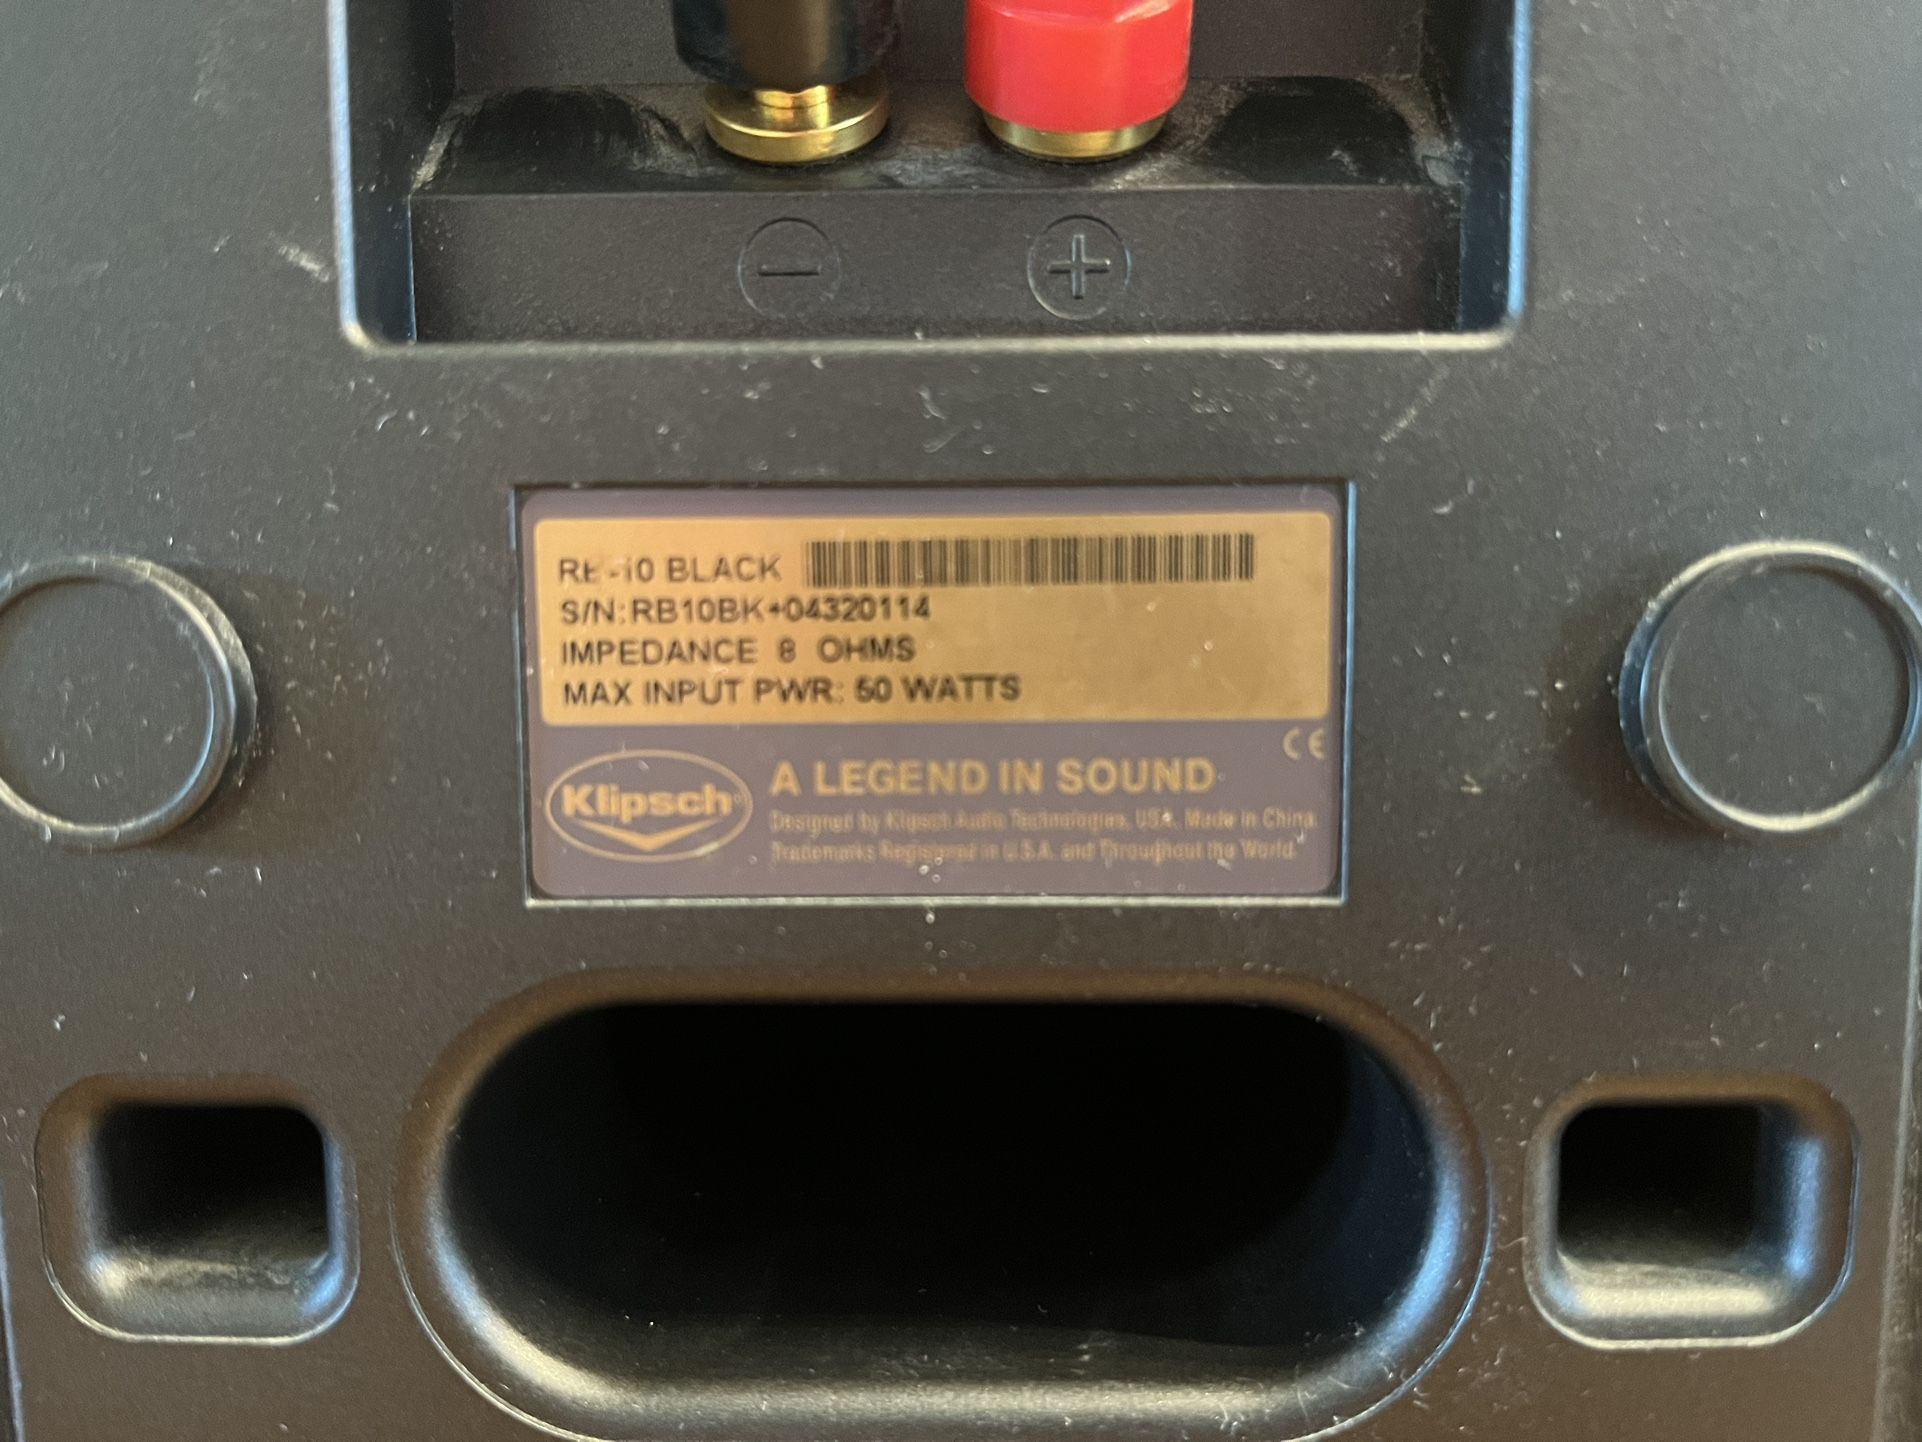 −
+
RB-10 BLACK
S/N:RB10BK+04320114
IMPEDANCE 8 OHMS
MAX INPUT PWR: 50 WATTS
CE
Klipsch
A LEGEND IN SOUND
Designed by Klipsch Audio Technologies, USA. Made in China.
Trademarks Registered in U.S.A. and Throughout the World.